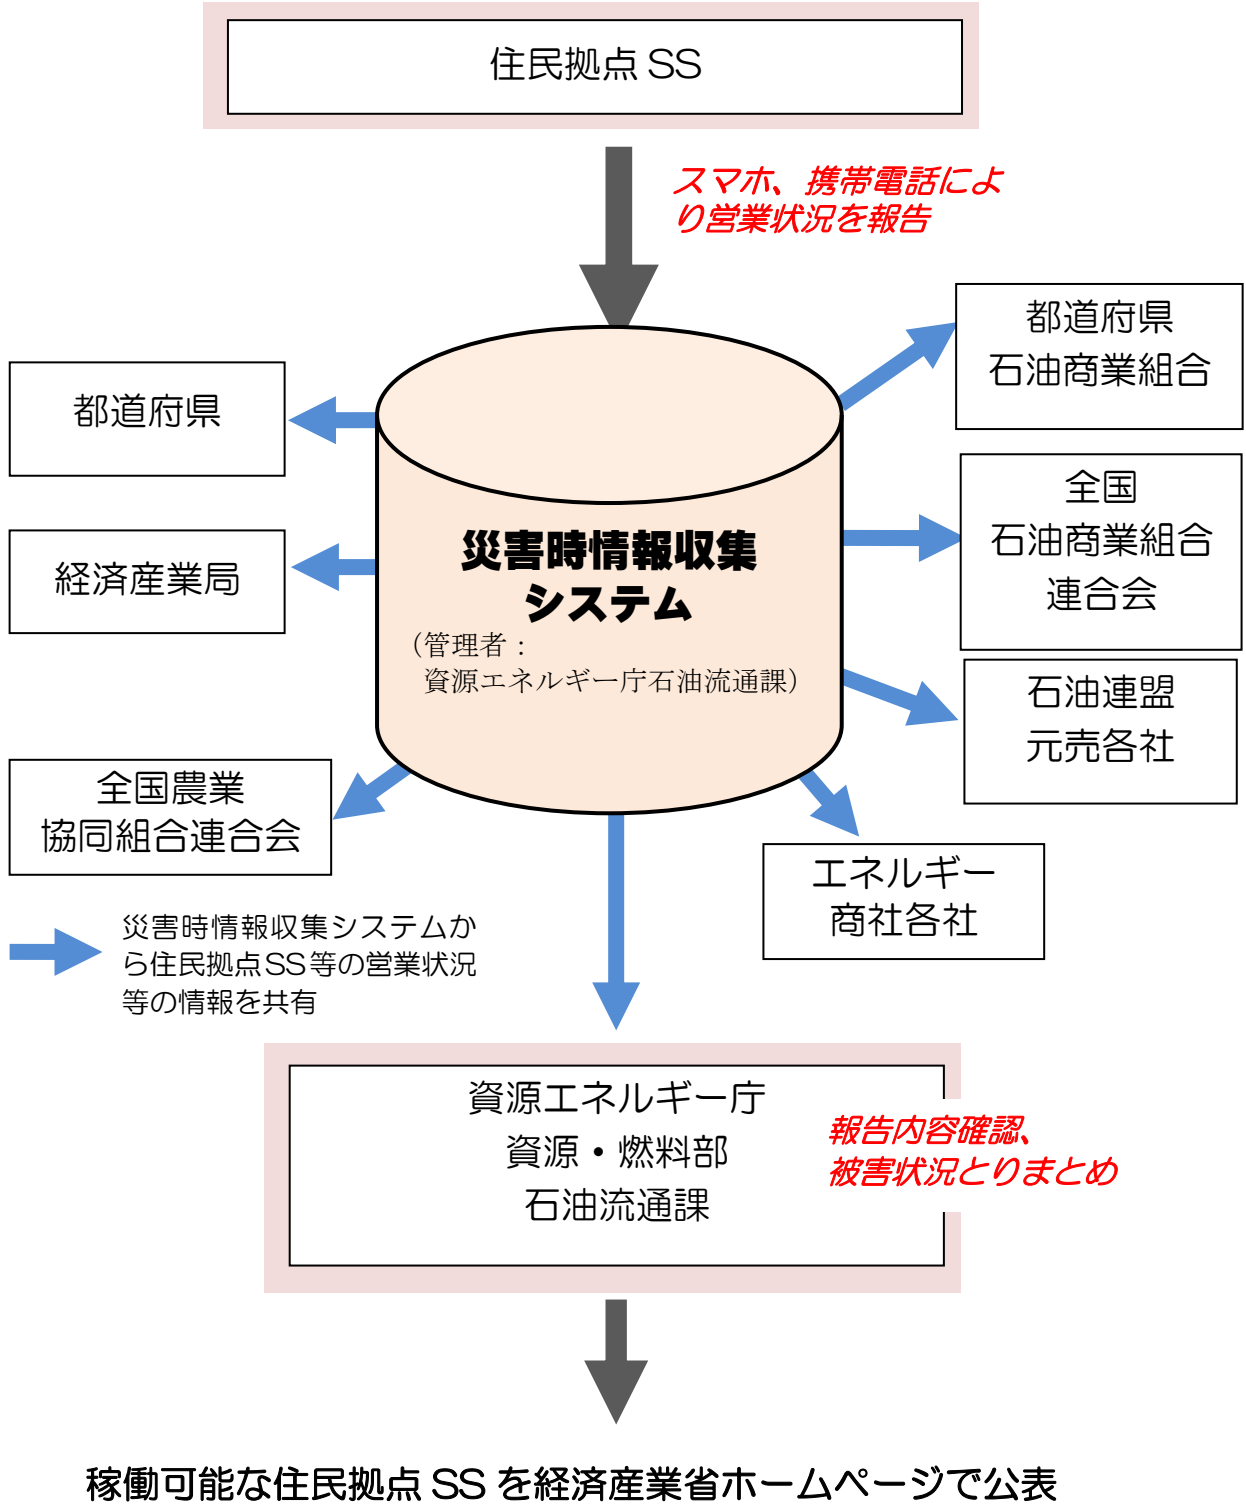 住民拠点 SS
スマホ、携帯電話によ
り営業状況を報告
都道府県
石油商業組合
都道府県
全国
石油商業組合
連合会
経済産業局
災害時情報収集
システム
（管理者：
資源エネルギー庁石油流通課）
石油連盟
元売各社
全国農業
協同組合連合会
エネルギー
商社各社
災害時情報収集システムか
ら住民拠点SS等の営業状況
等の情報を共有
資源エネルギー庁
資源・燃料部
石油流通課
報告内容確認、
被害状況とりまとめ
稼働可能な住民拠点 SS を経済産業省ホームページで公表